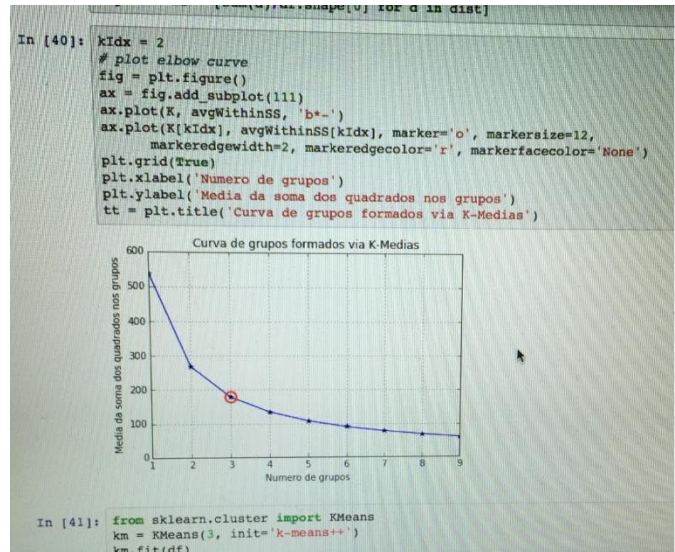 for d in dist]
In [40]: kIdx = 2
# plot elbow curve
fig = plt.figure()
ax = fig.add_subplot(111)
ax.plot(K, avgWithinSS, 'b*-')
ax.plot(K[kIdx], avgWithinSS[kIdx], marker='o', markersize=12,
markeredgewidth=2, markeredgecolor='r', markerfacecolor='None')
plt.grid(True)
plt.xlabel('Numero de grupos')
plt.ylabel('Media da soma dos quadrados nos grupos')
tt = plt.title('Curva de grupos formados via K-Medias')
Curva de grupos formados via K-Medias
Media da soma dos quadrados nos grupos
600
500
400
300
200
100
0
1 2 3 4 5 6 7 8 9
Numero de grupos
In [41]: from sklearn.cluster import KMeans
km = KMeans(3, init='k-means++')
km.fit(df)